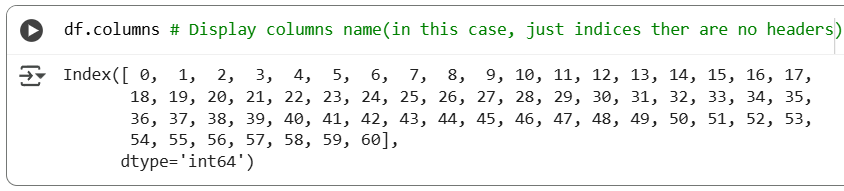 df.columns # Display columns name(in this case, just indices ther are no headers)
Index([ 0,  1,  2,  3,  4,  5,  6,  7,  8,  9, 10, 11, 12, 13, 14, 15, 16, 17,
       18, 19, 20, 21, 22, 23, 24, 25, 26, 27, 28, 29, 30, 31, 32, 33, 34, 35,
       36, 37, 38, 39, 40, 41, 42, 43, 44, 45, 46, 47, 48, 49, 50, 51, 52, 53,
       54, 55, 56, 57, 58, 59, 60],
      dtype='int64')